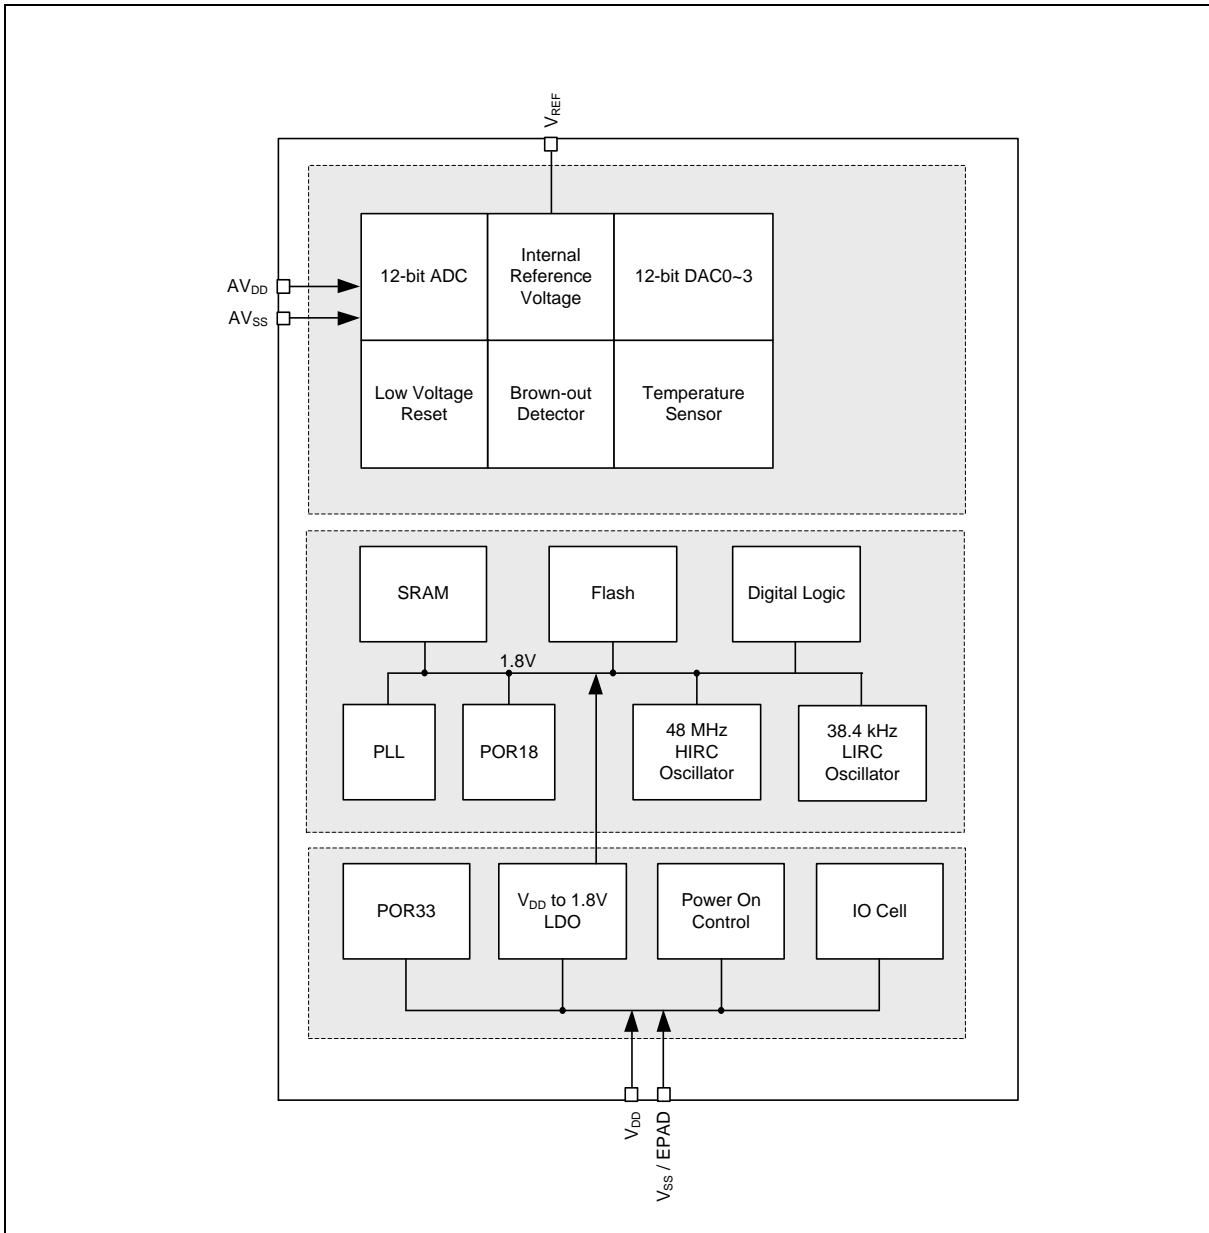 VREF
AVDD
AVSS
12-bit ADC
Internal
Reference
Voltage
12-bit DAC0~3
Low Voltage
Reset
Brown-out
Detector
Temperature
Sensor
SRAM
Flash
Digital Logic
1.8V
PLL
POR18
48 MHz
HIRC
Oscillator
38.4 kHz
LIRC
Oscillator
POR33
VDD to 1.8V
LDO
Power On
Control
IO Cell
VDD
VSS / EPAD